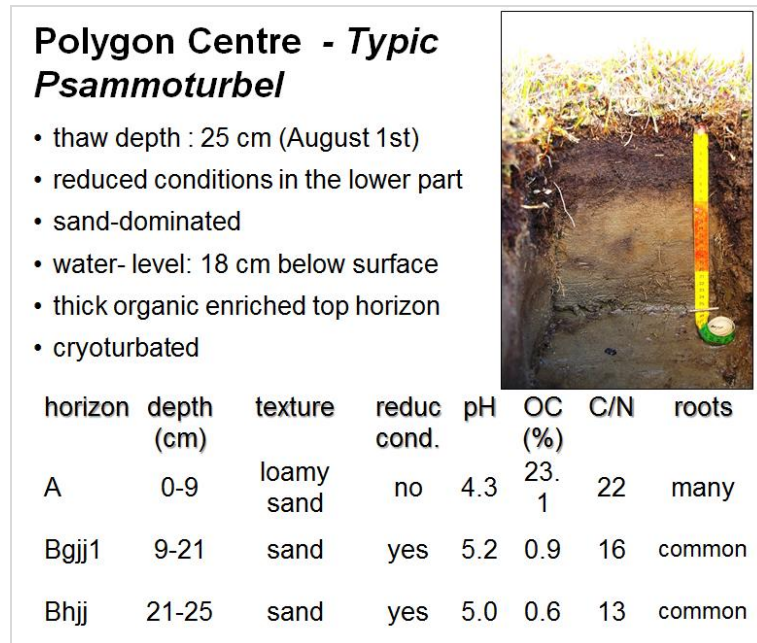 Polygon Centre - Typic
Psammoturbel
• thaw depth : 25 cm (August 1st)
• reduced conditions in the lower part
• sand-dominated
• water- level: 18 cm below surface
• thick organic enriched top horizon
• cryoturbated
horizon depth (cm) texture reduc cond. pH OC (%) C/N roots
A 0-9 loamy sand no 4.3 23.1 22 many
Bgjj1 9-21 sand yes 5.2 0.9 16 common
Bhjj 21-25 sand yes 5.0 0.6 13 common